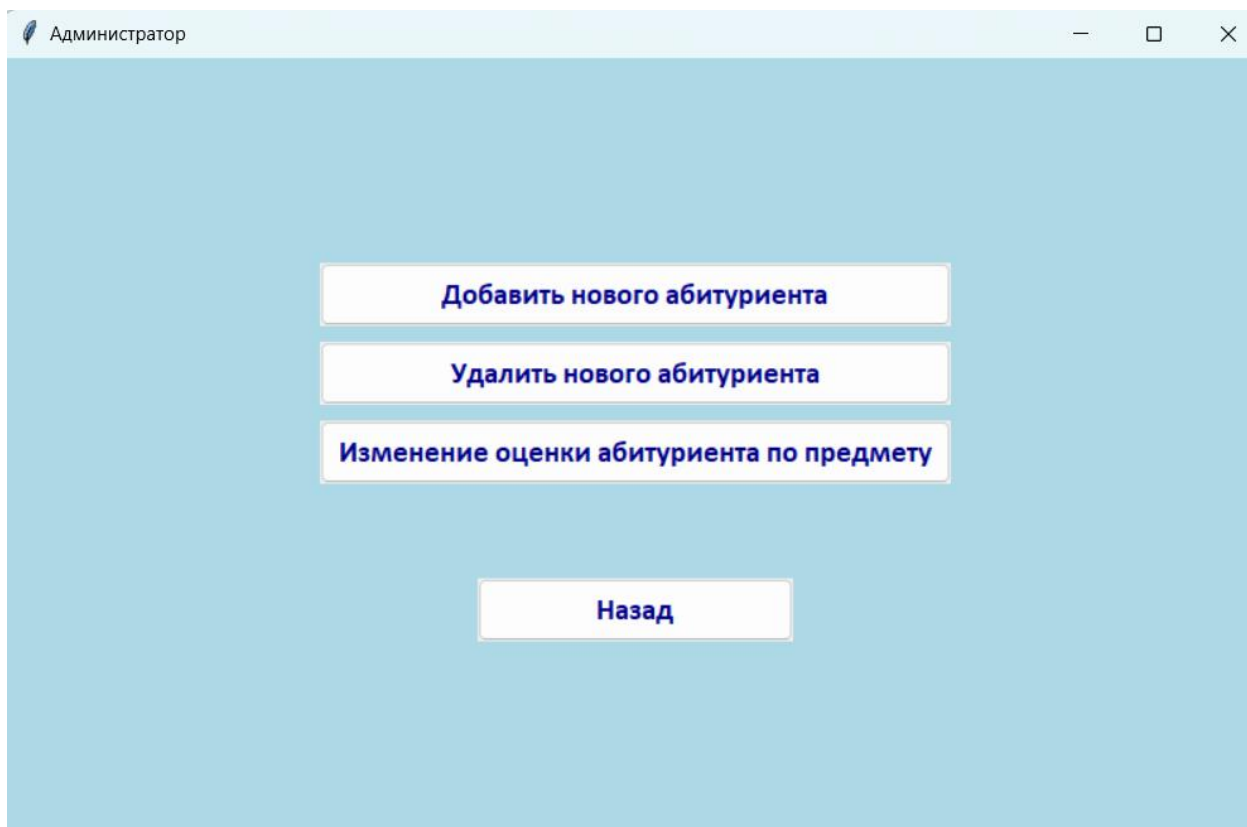 Администратор
Добавить нового абитуриента
Удалить нового абитуриента
Изменение оценки абитуриента по предмету
Назад